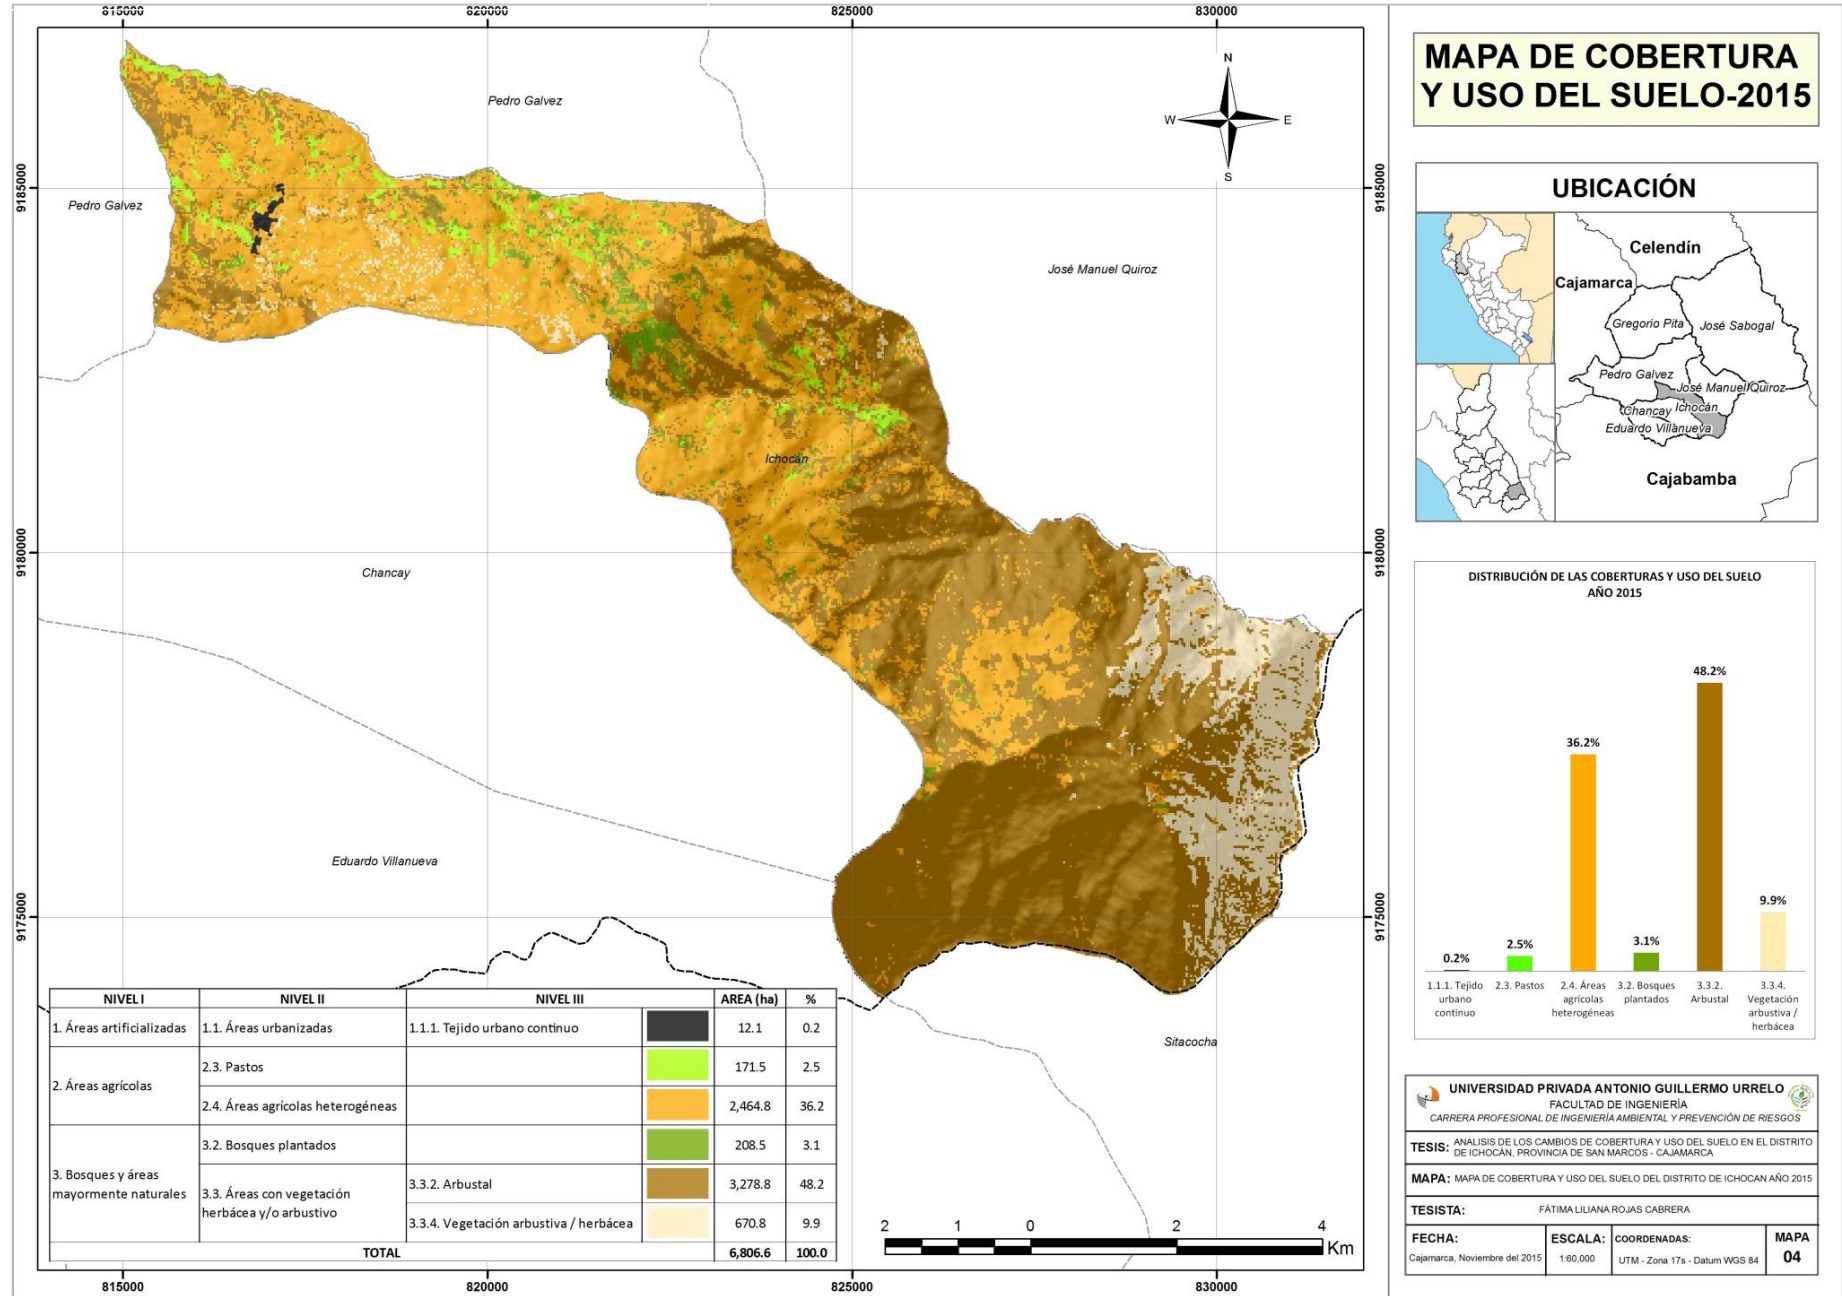 815000
820000
825000
830000
9185000
9180000
9175000
Pedro Galvez
Pedro Galvez
José Manuel Quiroz
Ichocán
Chancay
Eduardo Villanueva
Sitacocha
N
W
E
S
9185000
9180000
9175000
NIVEL I NIVEL II NIVEL III AREA (ha) %
1. Áreas artificializadas 1.1. Áreas urbanizadas 1.1.1. Tejido urbano continuo 12.1 0.2
2. Áreas agrícolas 2.3. Pastos 171.5 2.5
2.4. Áreas agrícolas heterogéneas 2,464.8 36.2
3. Bosques y áreas
mayormente naturales
3.2. Bosques plantados 208.5 3.1
3.3. Áreas con vegetación
herbácea y/o arbustivo
3.3.2. Arbustal 3,278.8 48.2
3.3.4. Vegetación arbustiva / herbácea 670.8 9.9
TOTAL 6,806.6 100.0
2 1 0 2 4
Km
815000
820000
825000
830000
MAPA DE COBERTURA
Y USO DEL SUELO-2015
UBICACIÓN
Celendín
Cajamarca
Gregorio Pita
José Sabogal
Pedro Galvez
José Manuel Quiroz
Chancay
Ichocán
Eduardo Villanueva
Cajabamba
DISTRIBUCIÓN DE LAS COBERTURAS Y USO DEL SUELO
AÑO 2015
0.2%
2.5%
36.2%
3.1%
48.2%
9.9%
1.1.1. Tejido
urbano
continuo
2.3. Pastos
2.4. Áreas
agrícolas
heterogéneas
3.2. Bosques
plantados
3.3.2.
Arbustal
3.3.4.
Vegetación
arbustiva /
herbácea
UNIVERSIDAD PRIVADA ANTONIO GUILLERMO URRELO
FACULTAD DE INGENIERÍA
CARRERA PROFESIONAL DE INGENIERÍA AMBIENTAL Y PREVENCIÓN DE RIESGOS
TESIS: ANALISIS DE LOS CAMBIOS DE COBERTURA Y USO DEL SUELO EN EL DISTRITO
DE ICHOCÁN, PROVINCIA DE SAN MARCOS - CAJAMARCA
MAPA: MAPA DE COBERTURA Y USO DEL SUELO DEL DISTRITO DE ICHOCAN AÑO 2015
TESISTA: FÁTIMA LILIANA ROJAS CABRERA
FECHA:
Cajamarca, Noviembre del 2015
ESCALA:
1:60,000
COORDENADAS:
UTM - Zona 17s - Datum WGS 84
MAPA
04